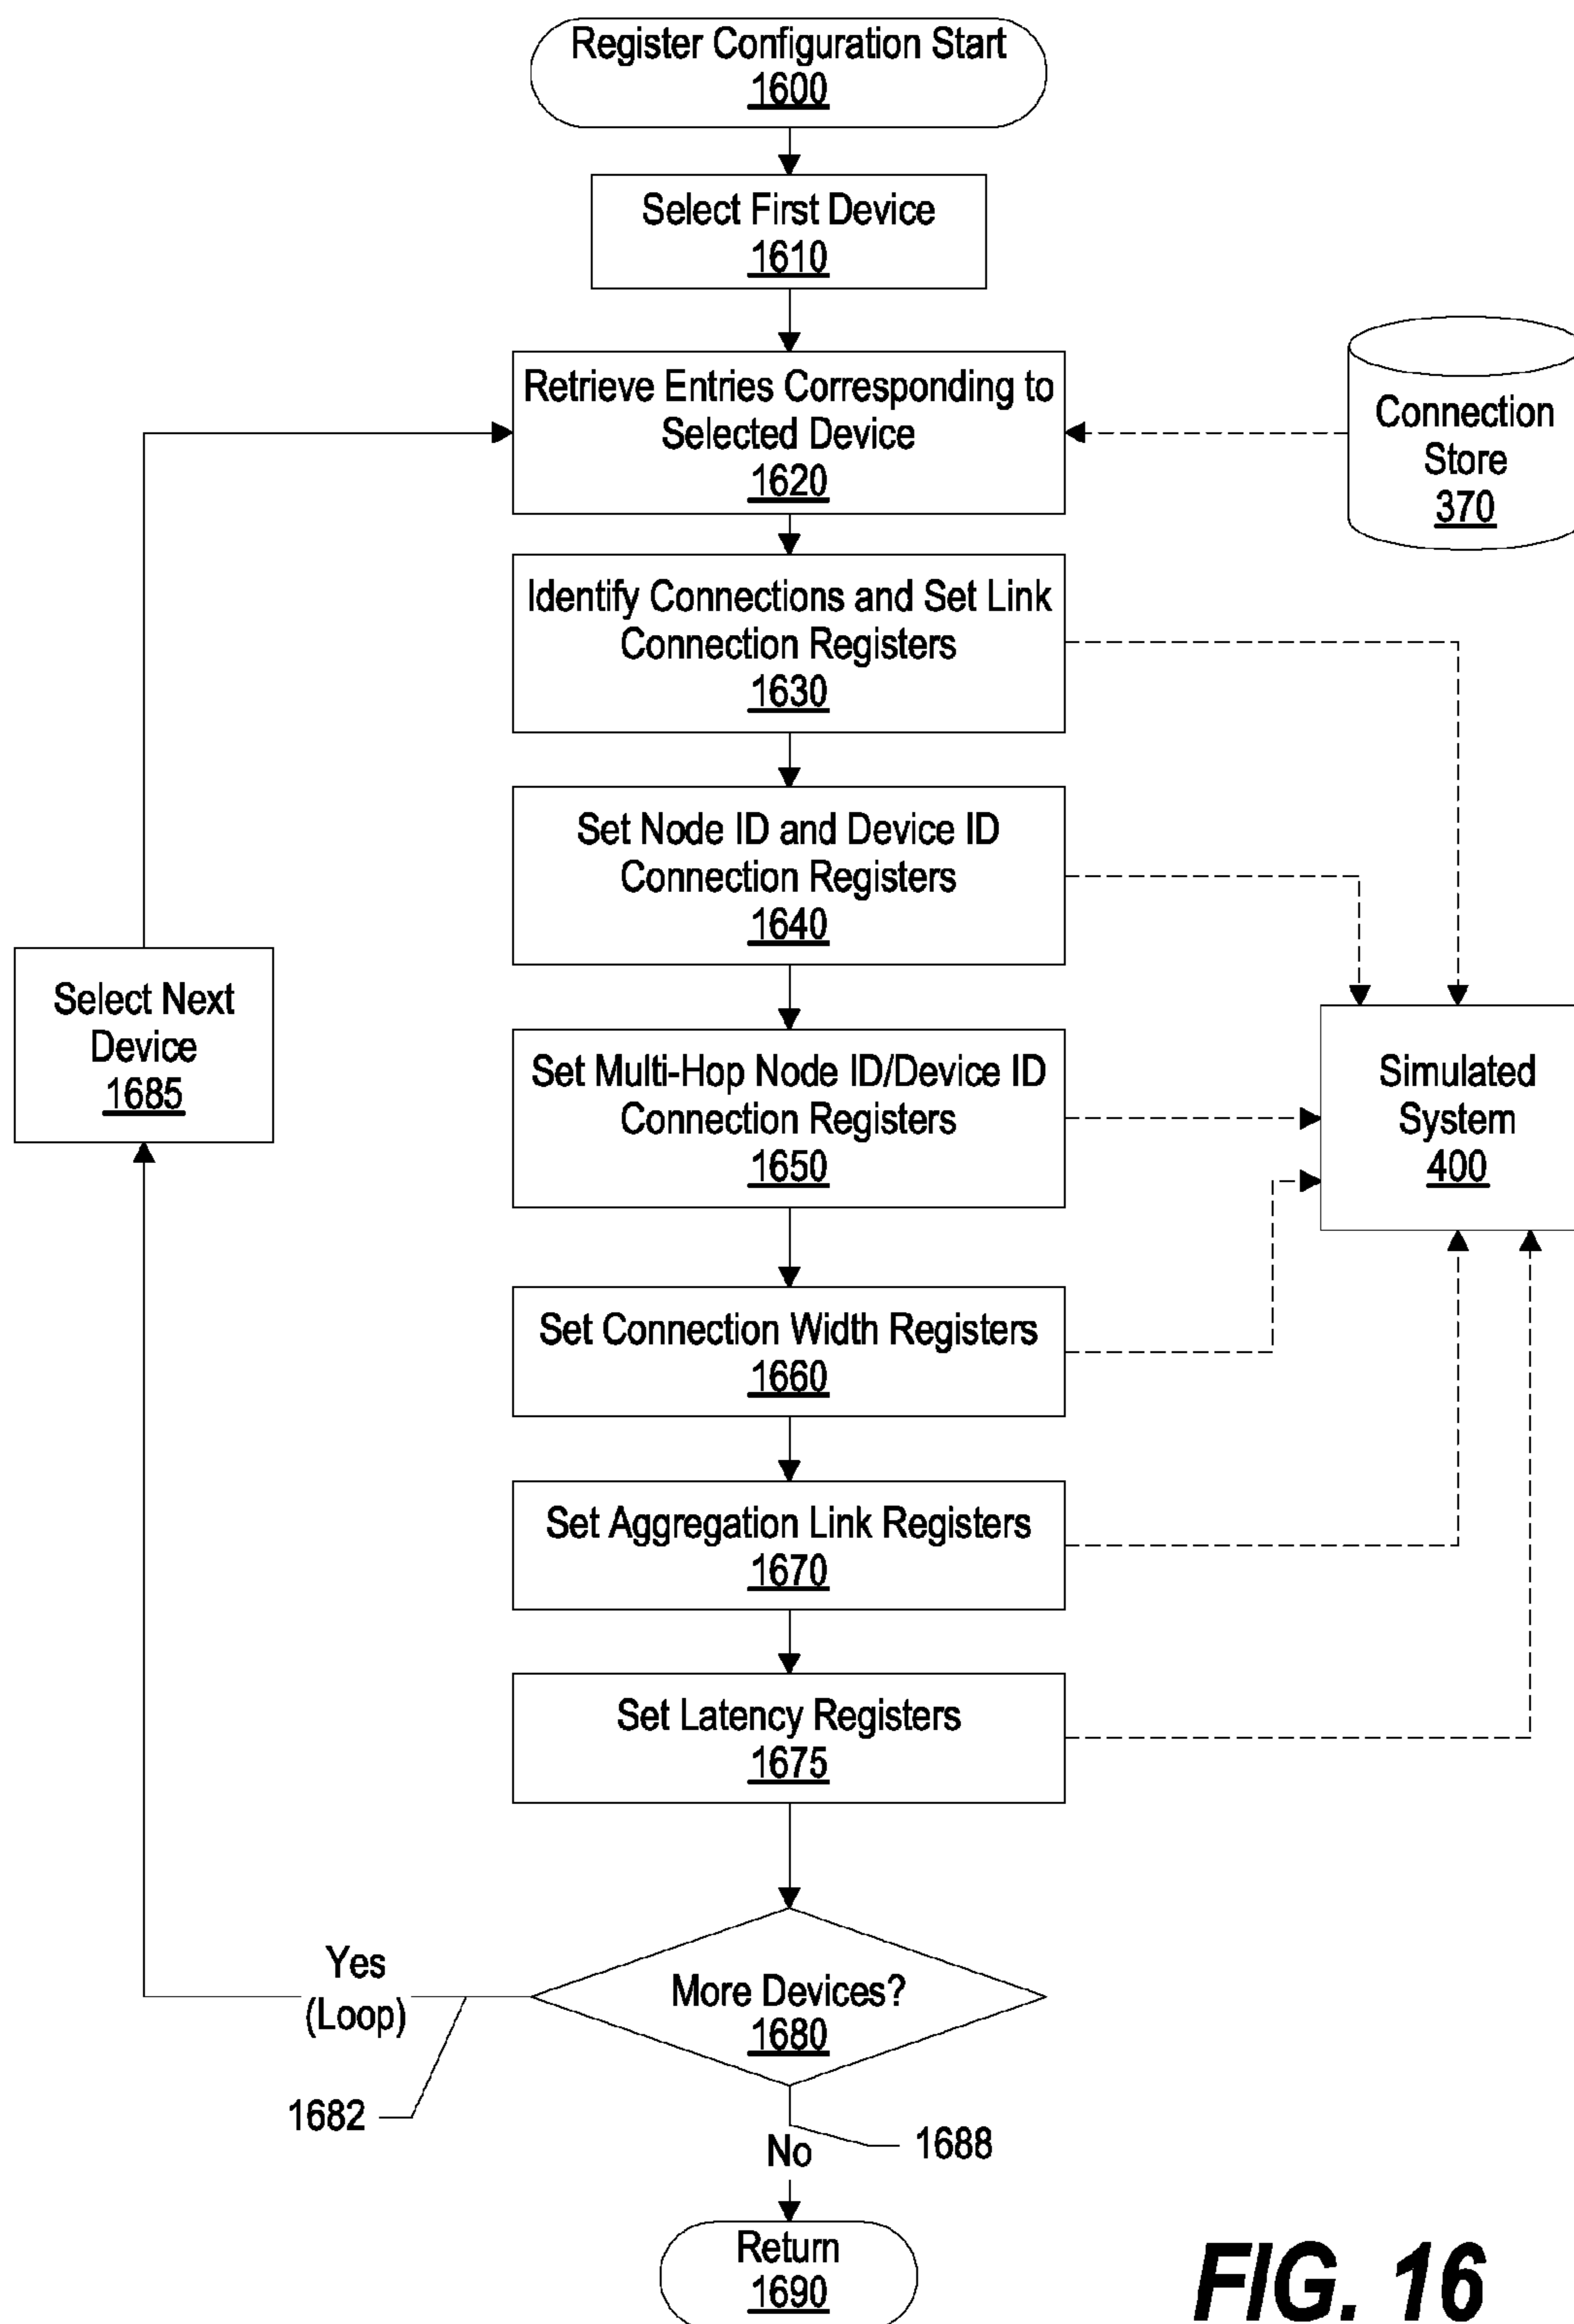 Register Configuration Start
1600
Select First Device
1610
Retrieve Entries Corresponding to
Selected Device
1620
Connection
Store
370
Identify Connections and Set Link
Connection Registers
1630
Set Node ID and Device ID
Connection Registers
1640
Select Next
Device
1685
Set Multi-Hop Node ID/Device ID
Connection Registers
1650
Simulated
System
400
Set Connection Width Registers
1660
Set Aggregation Link Registers
1670
Set Latency Registers
1675
Yes
(Loop)
More Devices?
1680
1682
1688
No
Return
1690
FIG. 16